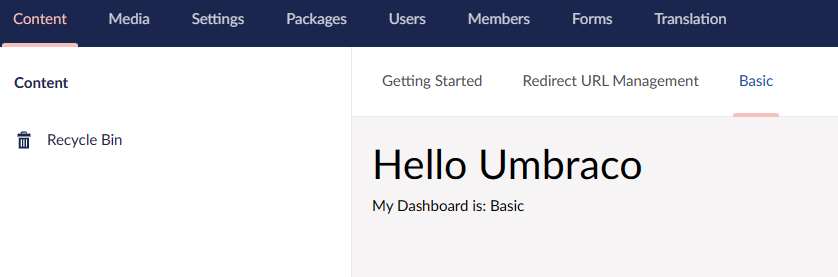 Content Media Settings Packages Users Members Forms Translation
Content
Getting Started Redirect URL Management Basic
Recycle Bin
Hello Umbraco
My Dashboard is: Basic